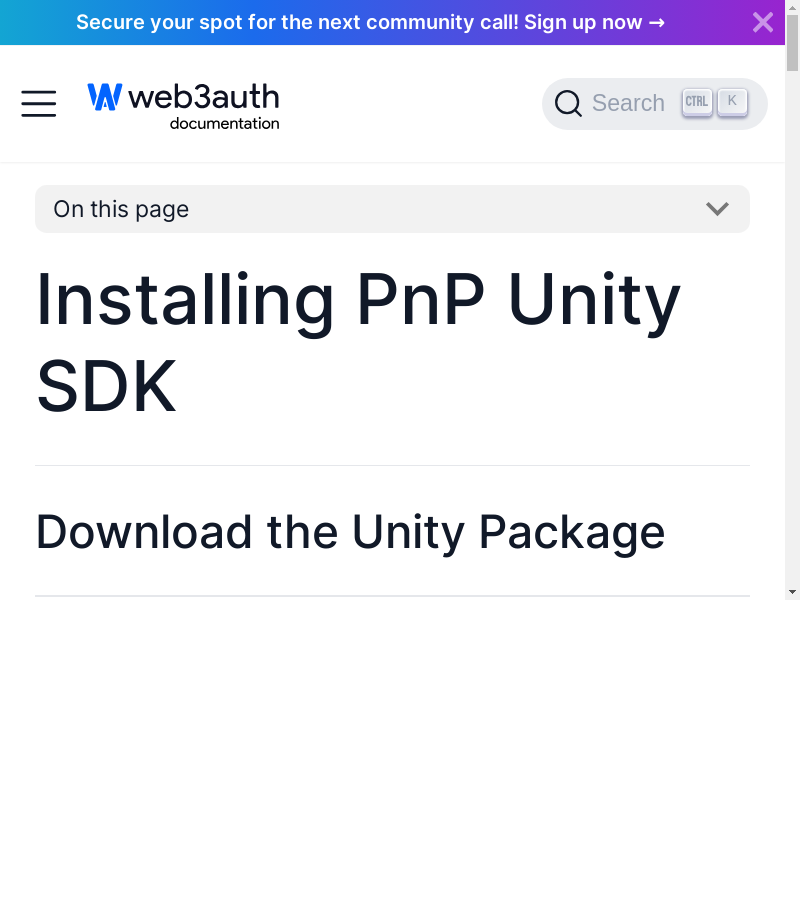 Secure your spot for the next community call! Sign up now →
web3auth
documentation
Search CTRL K
On this page
Installing PnP Unity
SDK
Download the Unity Package